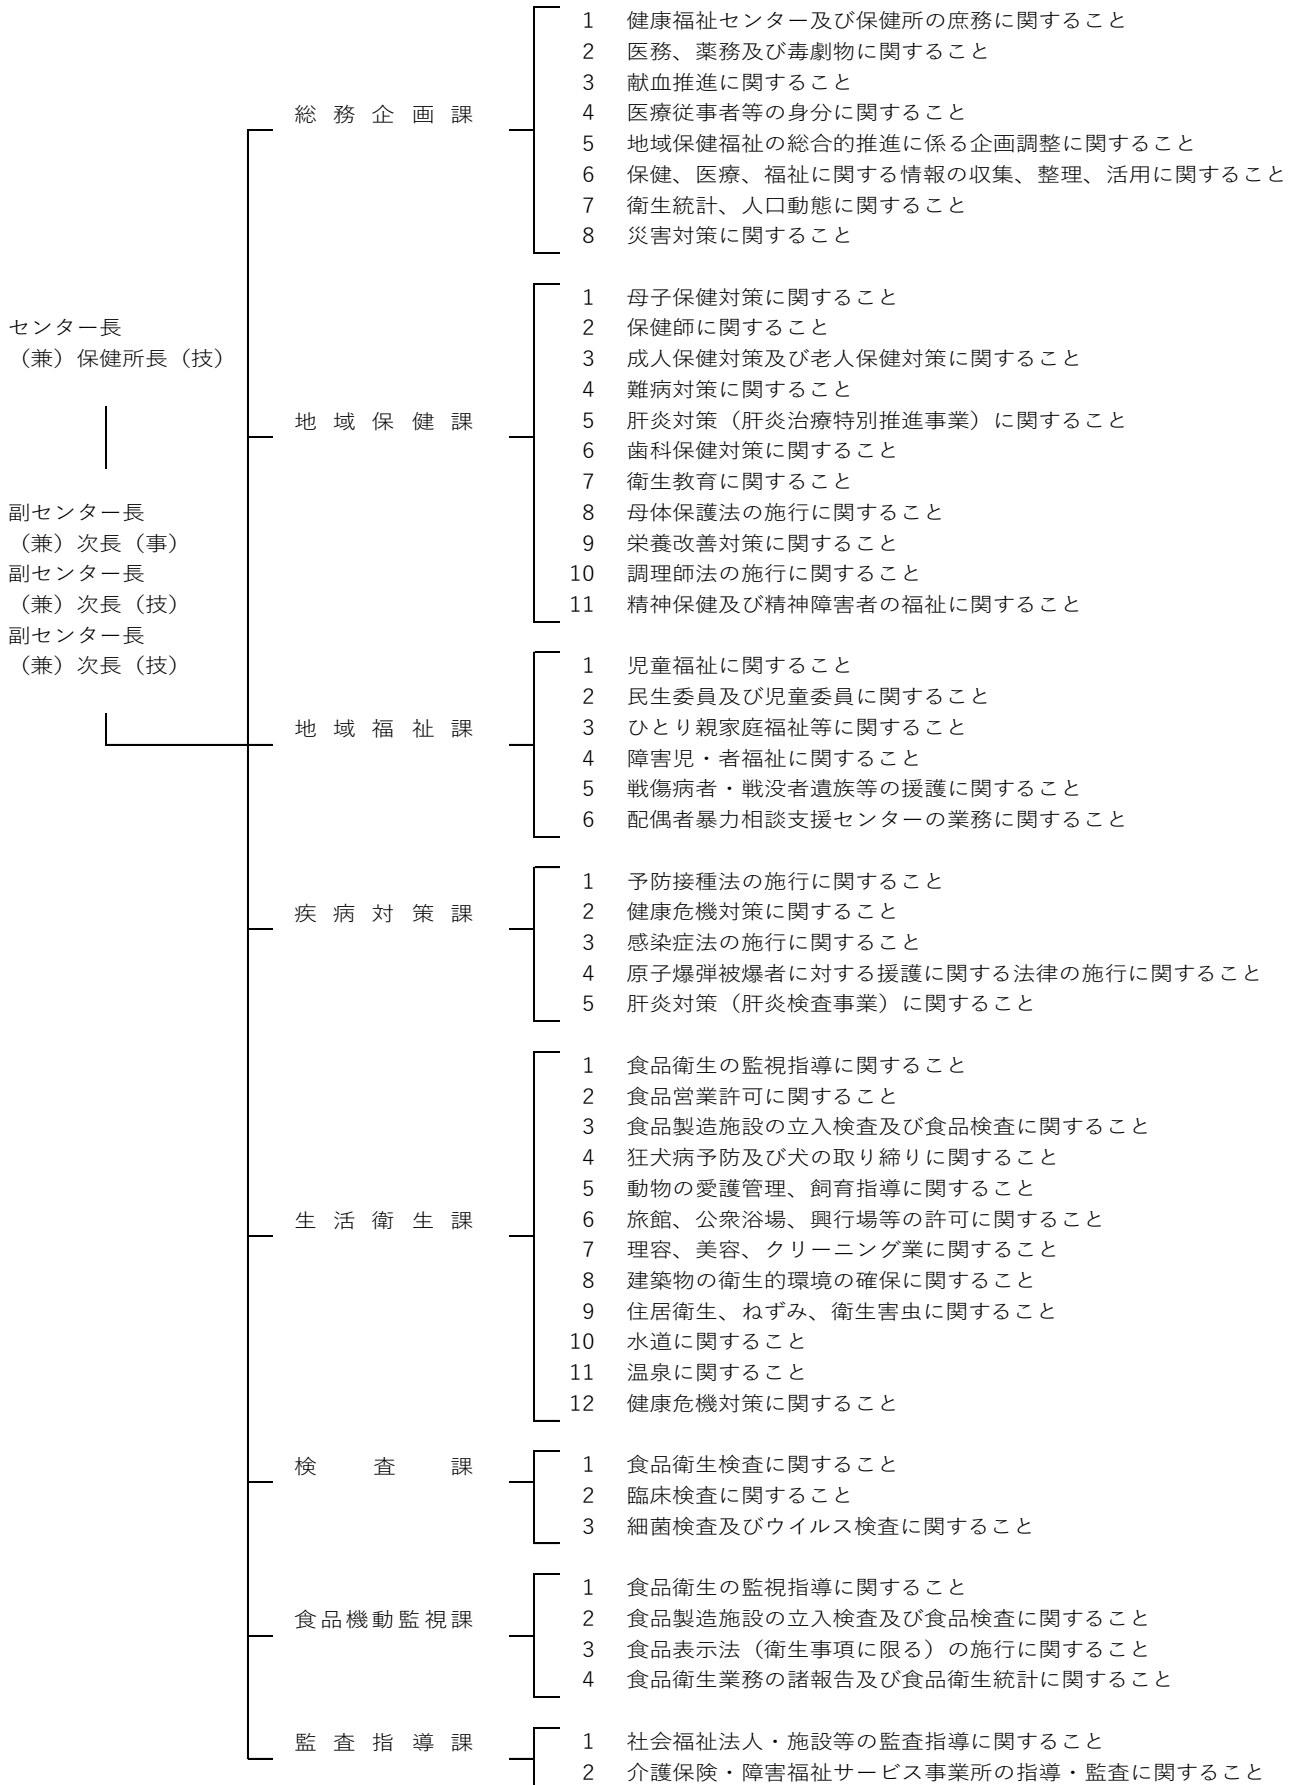 センター長
（兼）保健所長（技）
副センター長
（兼）次長（事）
副センター長
（兼）次長（技）
副センター長
（兼）次長（技）
総務企画課
1 健康福祉センター及び保健所の庶務に関すること
2 医務、薬務及び毒劇物に関すること
3 献血推進に関すること
4 医療従事者等の身分に関すること
5 地域保健福祉の総合的推進に係る企画調整に関すること
6 保健、医療、福祉に関する情報の収集、整理、活用に関すること
7 衛生統計、人口動態に関すること
8 災害対策に関すること
地域保健課
1 母子保健対策に関すること
2 保健師に関すること
3 成人保健対策及び老人保健対策に関すること
4 難病対策に関すること
5 肝炎対策（肝炎治療特別推進事業）に関すること
6 歯科保健対策に関すること
7 衛生教育に関すること
8 母体保護法の施行に関すること
9 栄養改善対策に関すること
10 調理師法の施行に関すること
11 精神保健及び精神障害者の福祉に関すること
地域福祉課
1 児童福祉に関すること
2 民生委員及び児童委員に関すること
3 ひとり親家庭福祉等に関すること
4 障害児・者福祉に関すること
5 戦傷病者・戦没者遺族等の援護に関すること
6 配偶者暴力相談支援センターの業務に関すること
疾病対策課
1 予防接種法の施行に関すること
2 健康危機対策に関すること
3 感染症法の施行に関すること
4 原子爆弾被爆者に対する援護に関する法律の施行に関すること
5 肝炎対策（肝炎検査事業）に関すること
生活衛生課
1 食品衛生の監視指導に関すること
2 食品営業許可に関すること
3 食品製造施設の立入検査及び食品検査に関すること
4 狂犬病予防及び犬の取り締りに関すること
5 動物の愛護管理、飼育指導に関すること
6 旅館、公衆浴場、興行場等の許可に関すること
7 理容、美容、クリーニング業に関すること
8 建築物の衛生的環境の確保に関すること
9 住居衛生、ねずみ、衛生害虫に関すること
10 水道に関すること
11 温泉に関すること
12 健康危機対策に関すること
検査課
1 食品衛生検査に関すること
2 臨床検査に関すること
3 細菌検査及びウイルス検査に関すること
食品機動監視課
1 食品衛生の監視指導に関すること
2 食品製造施設の立入検査及び食品検査に関すること
3 食品表示法（衛生事項に限る）の施行に関すること
4 食品衛生業務の諸報告及び食品衛生統計に関すること
監査指導課
1 社会福祉法人・施設等の監査指導に関すること
2 介護保険・障害福祉サービス事業所の指導・監査に関すること